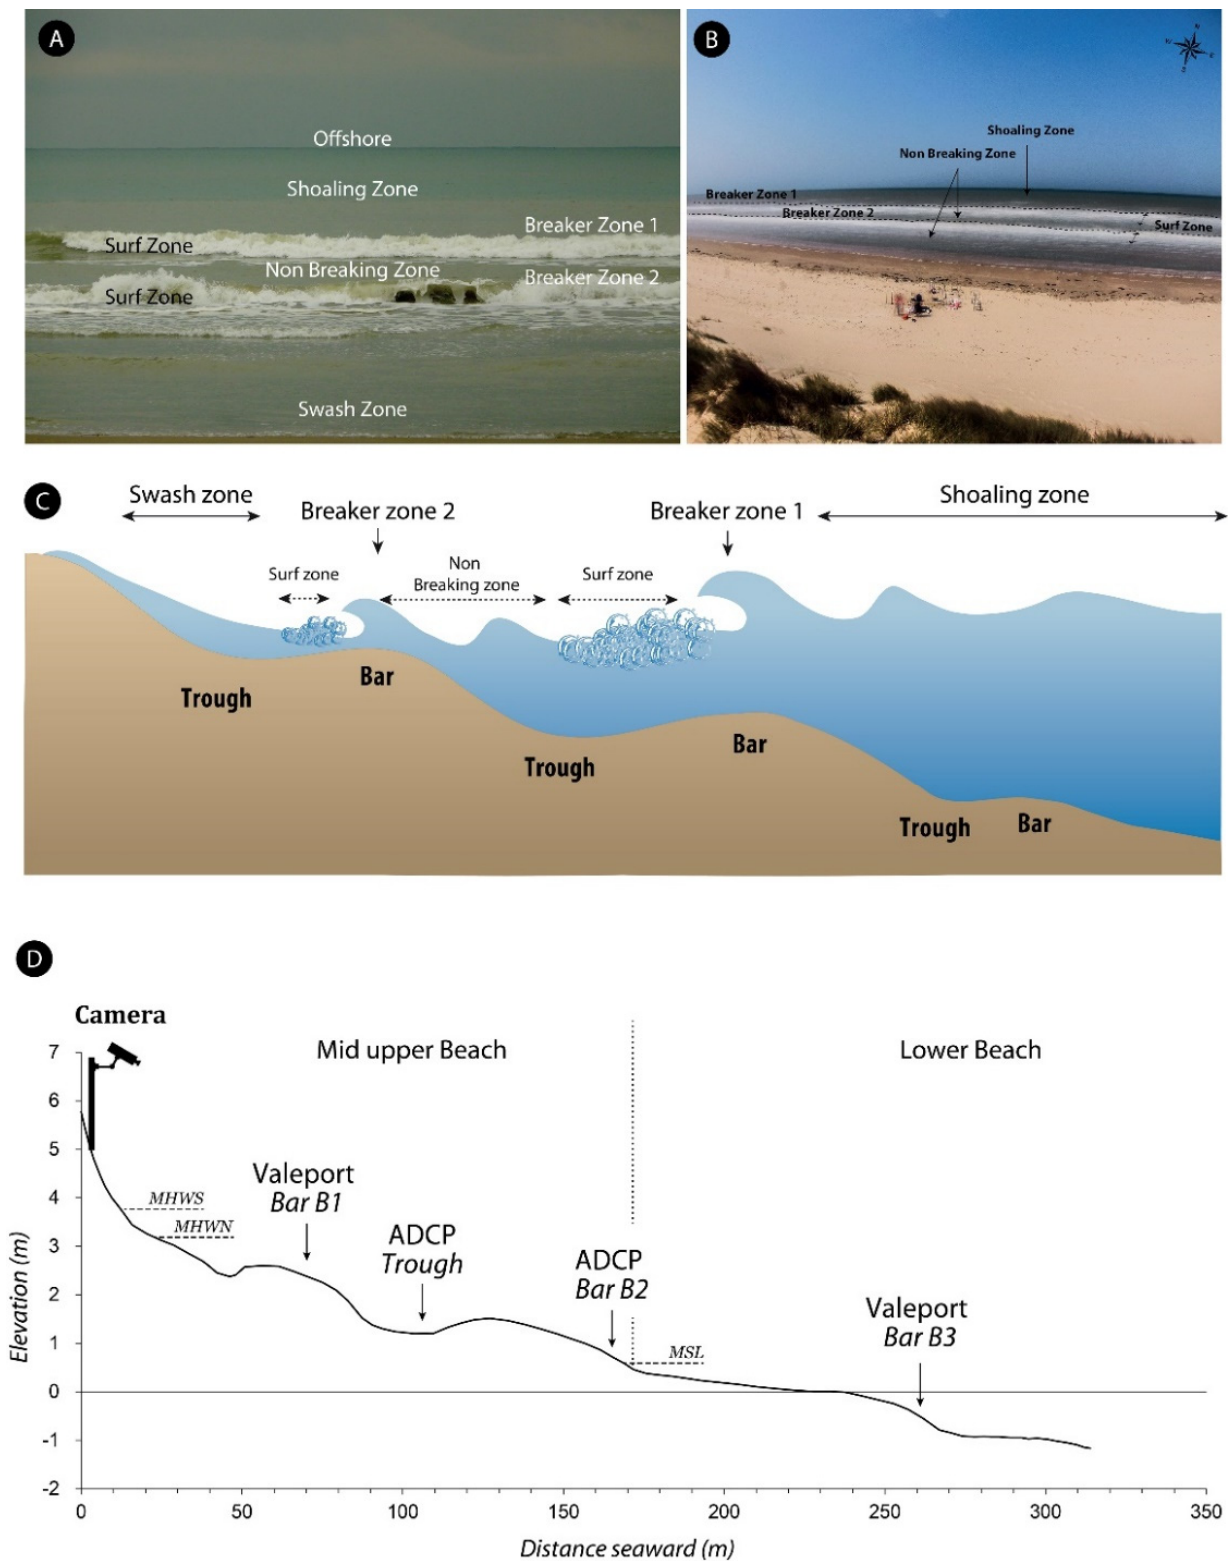 A
Offshore
Shoaling Zone
Breaker Zone 1
Surf Zone
Non Breaking Zone
Breaker Zone 2
Surf Zone
Swash Zone
B
N
Shoaling Zone
Non Breaking Zone
Breaker Zone 1
Breaker Zone 2
Surf Zone
C
Swash zone
Breaker zone 2
Breaker zone 1
Shoaling zone
Surf zone
Non
Breaking zone
Surf zone
Trough
Bar
Trough
Bar
Trough
Bar
D
Camera
Mid upper Beach
Lower Beach
Valeport
Bar B1
ADCP
Trough
ADCP
Bar B2
Valeport
Bar B3
MHWS
MHWN
MSL
Elevation (m)
7
6
5
4
3
2
1
0
-1
-2
0
50
100
150
200
250
300
350
Distance seaward (m)